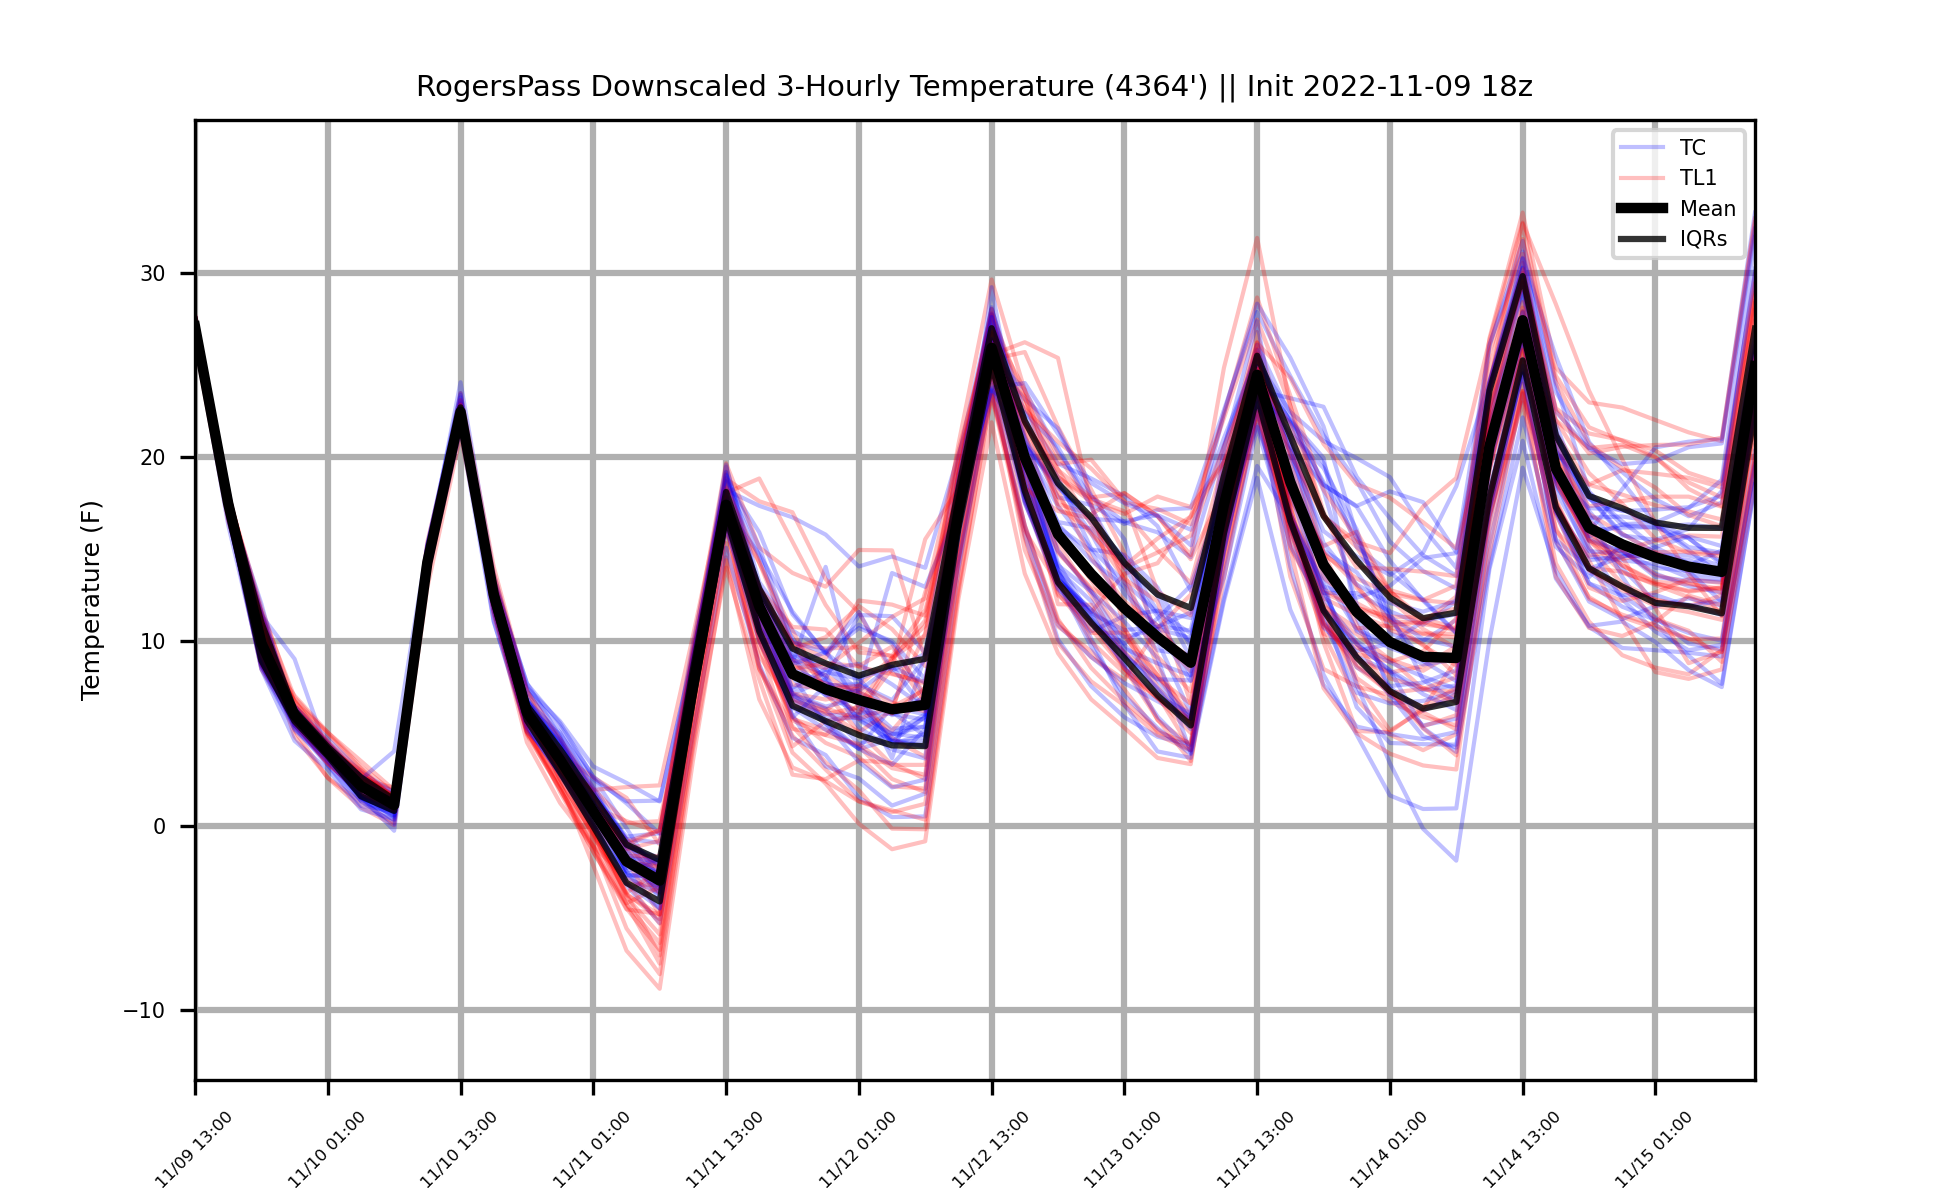 RogersPass Downscaled 3-Hourly Temperature (4364') || Init 2022-11-09 18z
TC
TL1
Mean
IQRs
Temperature (F)
30
20
10
0
−10
11/09 13:00
11/10 01:00
11/10 13:00
11/11 01:00
11/11 13:00
11/12 01:00
11/12 13:00
11/13 01:00
11/13 13:00
11/14 01:00
11/14 13:00
11/15 01:00